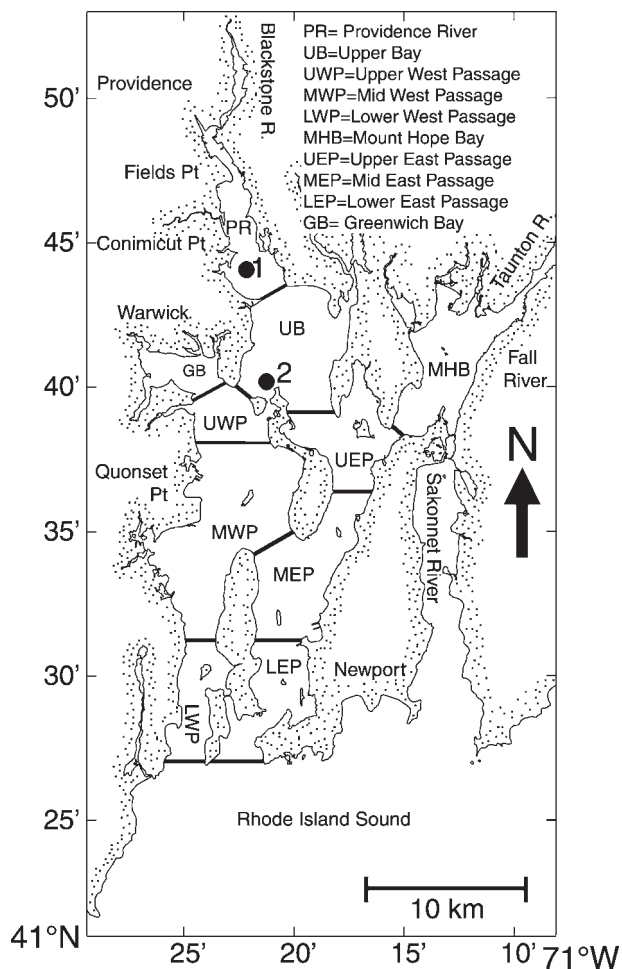 PR= Providence River
UB=Upper Bay
UWP=Upper West Passage
MWP=Mid West Passage
LWP=Lower West Passage
MHB=Mount Hope Bay
UEP=Upper East Passage
MEP=Mid East Passage
LEP=Lower East Passage
GB= Greenwich Bay
Blackstone R
50'
Providence
Fields Pt
PR
45'
Conimicut Pt
1
Taunton R.
Warwick
UB
GB
2
MHB
Fall
River
40'
UWP
UEP
N
Quonset
Pt
Sakonnet River
35'
MWP
MEP
30'
LEP
Newport
LWP
25'
Rhode Island Sound
10 km
41°N
25'
20'
15'
10'
71°W